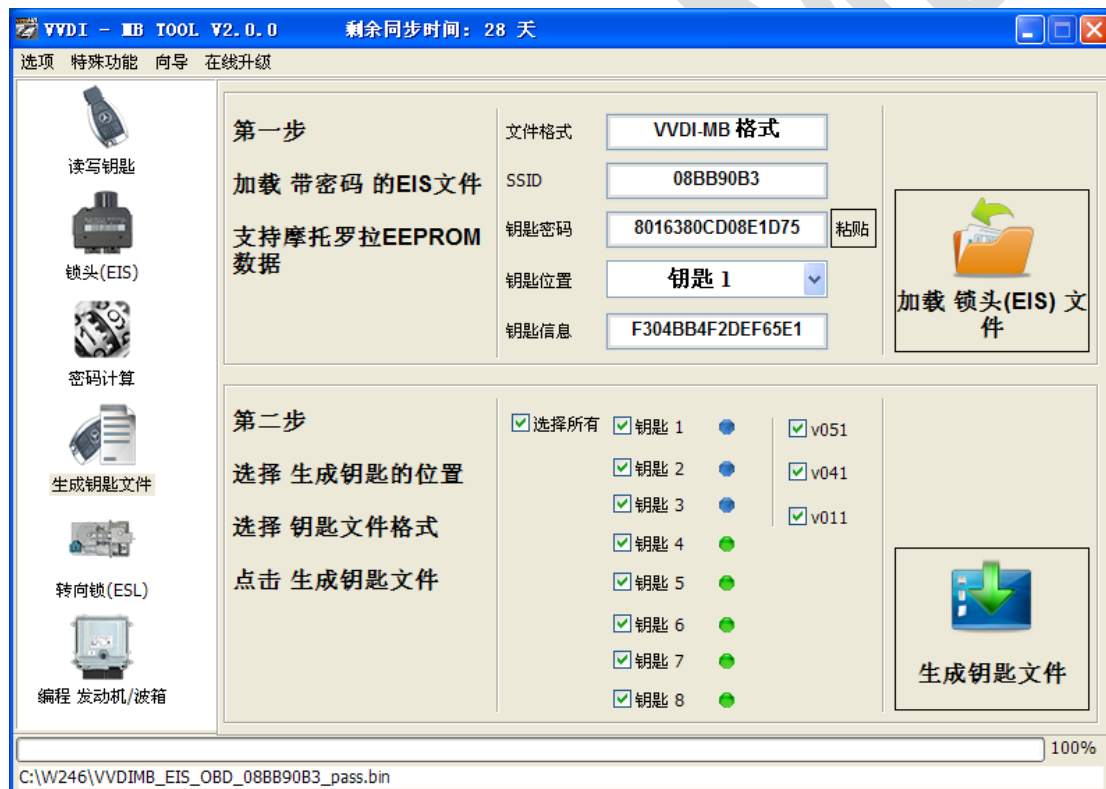 VVDI - MB TOOL V2.0.0 剩余同步时间: 28 天
选项 特殊功能 向导 在线升级
读写钥匙
锁头(EIS)
密码计算
生成钥匙文件
转向锁(ESL)
编程 发动机/波箱
第一步
加载 带密码 的EIS文件
支持摩托罗拉EEPROM
数据
文件格式 VVDI-MB 格式
SSID 08BB90B3
钥匙密码 8016380CD08E1D75 粘贴
钥匙位置 钥匙 1
钥匙信息 F304BB4F2DEF65E1
加载 锁头(EIS) 文
件
第二步
选择 生成钥匙的位置
选择 钥匙文件格式
点击 生成钥匙文件
选择所有
钥匙 1
钥匙 2
钥匙 3
钥匙 4
钥匙 5
钥匙 6
钥匙 7
钥匙 8
v051
v041
v011
生成钥匙文件
100%
C:\W246\VVDIMB_EIS_OBD_08BB90B3_pass.bin